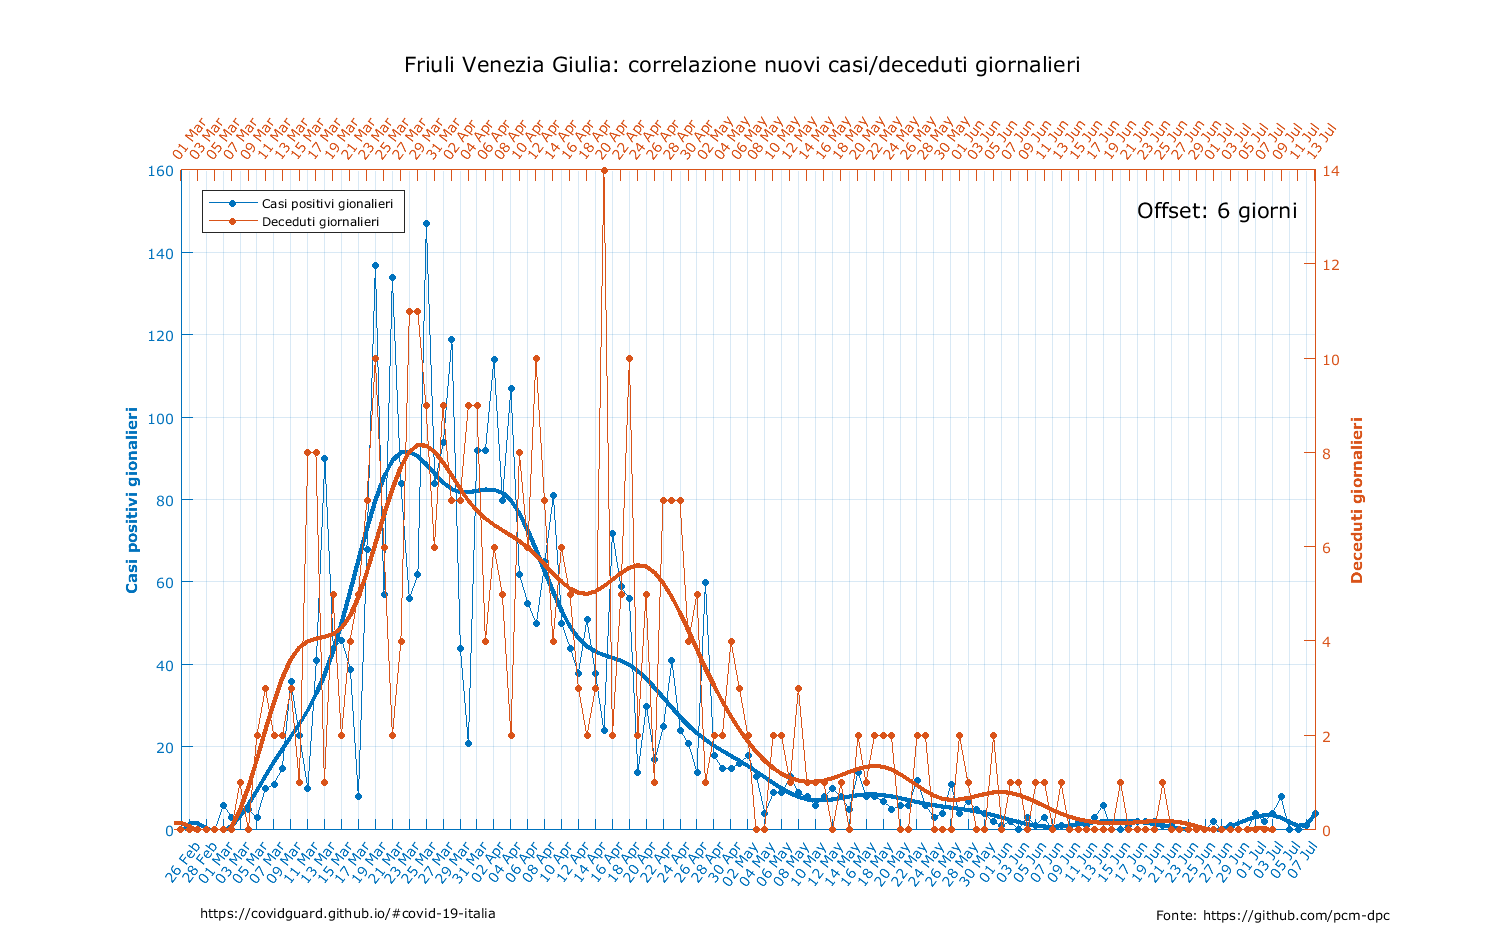 Friuli Venezia Giulia: correlazione nuovi casi/deceduti giornalieri
01 Mar
03 Mar
05 Mar
07 Mar
09 Mar
11 Mar
13 Mar
15 Mar
17 Mar
19 Mar
21 Mar
23 Mar
25 Mar
27 Mar
29 Mar
31 Mar
02 Apr
04 Apr
06 Apr
08 Apr
10 Apr
12 Apr
14 Apr
16 Apr
18 Apr
20 Apr
22 Apr
24 Apr
26 Apr
28 Apr
30 Apr
02 May
04 May
06 May
08 May
10 May
12 May
14 May
16 May
18 May
20 May
22 May
24 May
26 May
28 May
30 May
01 Jun
03 Jun
05 Jun
07 Jun
09 Jun
11 Jun
13 Jun
15 Jun
17 Jun
19 Jun
21 Jun
23 Jun
25 Jun
27 Jun
29 Jun
01 Jul
03 Jul
05 Jul
07 Jul
09 Jul
11 Jul
13 Jul
160
140
120
100
80
60
40
20
0
Casi positivi gionalieri
Casi positivi gionalieri
Deceduti giornalieri
Offset: 6 giorni
14
12
10
8
6
4
2
0
Deceduti giornalieri
26 Feb
28 Feb
01 Mar
03 Mar
05 Mar
07 Mar
09 Mar
11 Mar
13 Mar
15 Mar
17 Mar
19 Mar
21 Mar
23 Mar
25 Mar
27 Mar
29 Mar
31 Mar
02 Apr
04 Apr
06 Apr
08 Apr
10 Apr
12 Apr
14 Apr
16 Apr
18 Apr
20 Apr
22 Apr
24 Apr
26 Apr
28 Apr
30 Apr
02 May
04 May
06 May
08 May
10 May
12 May
14 May
16 May
18 May
20 May
22 May
24 May
26 May
28 May
30 May
01 Jun
03 Jun
05 Jun
07 Jun
09 Jun
11 Jun
13 Jun
15 Jun
17 Jun
19 Jun
21 Jun
23 Jun
25 Jun
27 Jun
29 Jun
01 Jul
03 Jul
05 Jul
07 Jul
https://covidguard.github.io/#covid-19-italia
Fonte: https://github.com/pcm-dpc